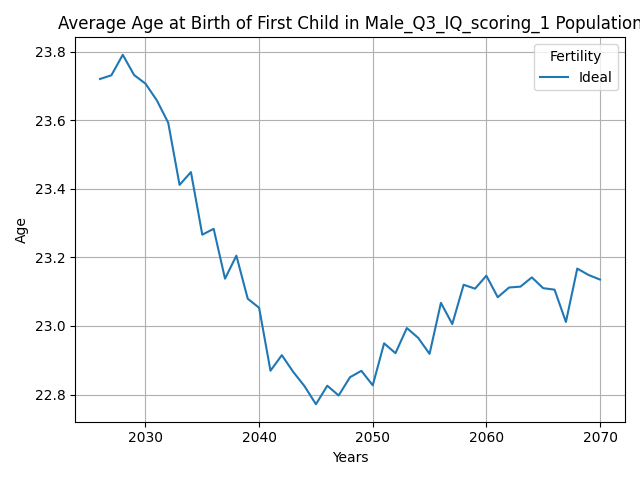 Average Age at Birth of First Child in Male_Q3_IQ_scoring_1 Population
Fertility
Ideal
23.8
23.6
23.4
23.2
23.0
22.8
Age
2030 2040 2050 2060 2070
Years